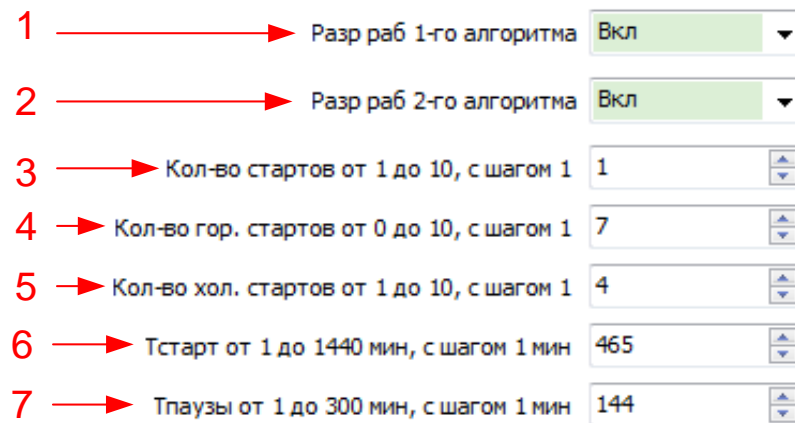 1 Разр раб 1-го алгоритма Вкл
2 Разр раб 2-го алгоритма Вкл
3 Кол-во стартов от 1 до 10, с шагом 1 1
4 Кол-во гор. стартов от 0 до 10, с шагом 1 7
5 Кол-во хол. стартов от 1 до 10, с шагом 1 4
6 Тстарт от 1 до 1440 мин, с шагом 1 мин 465
7 Тпаузы от 1 до 300 мин, с шагом 1 мин 144